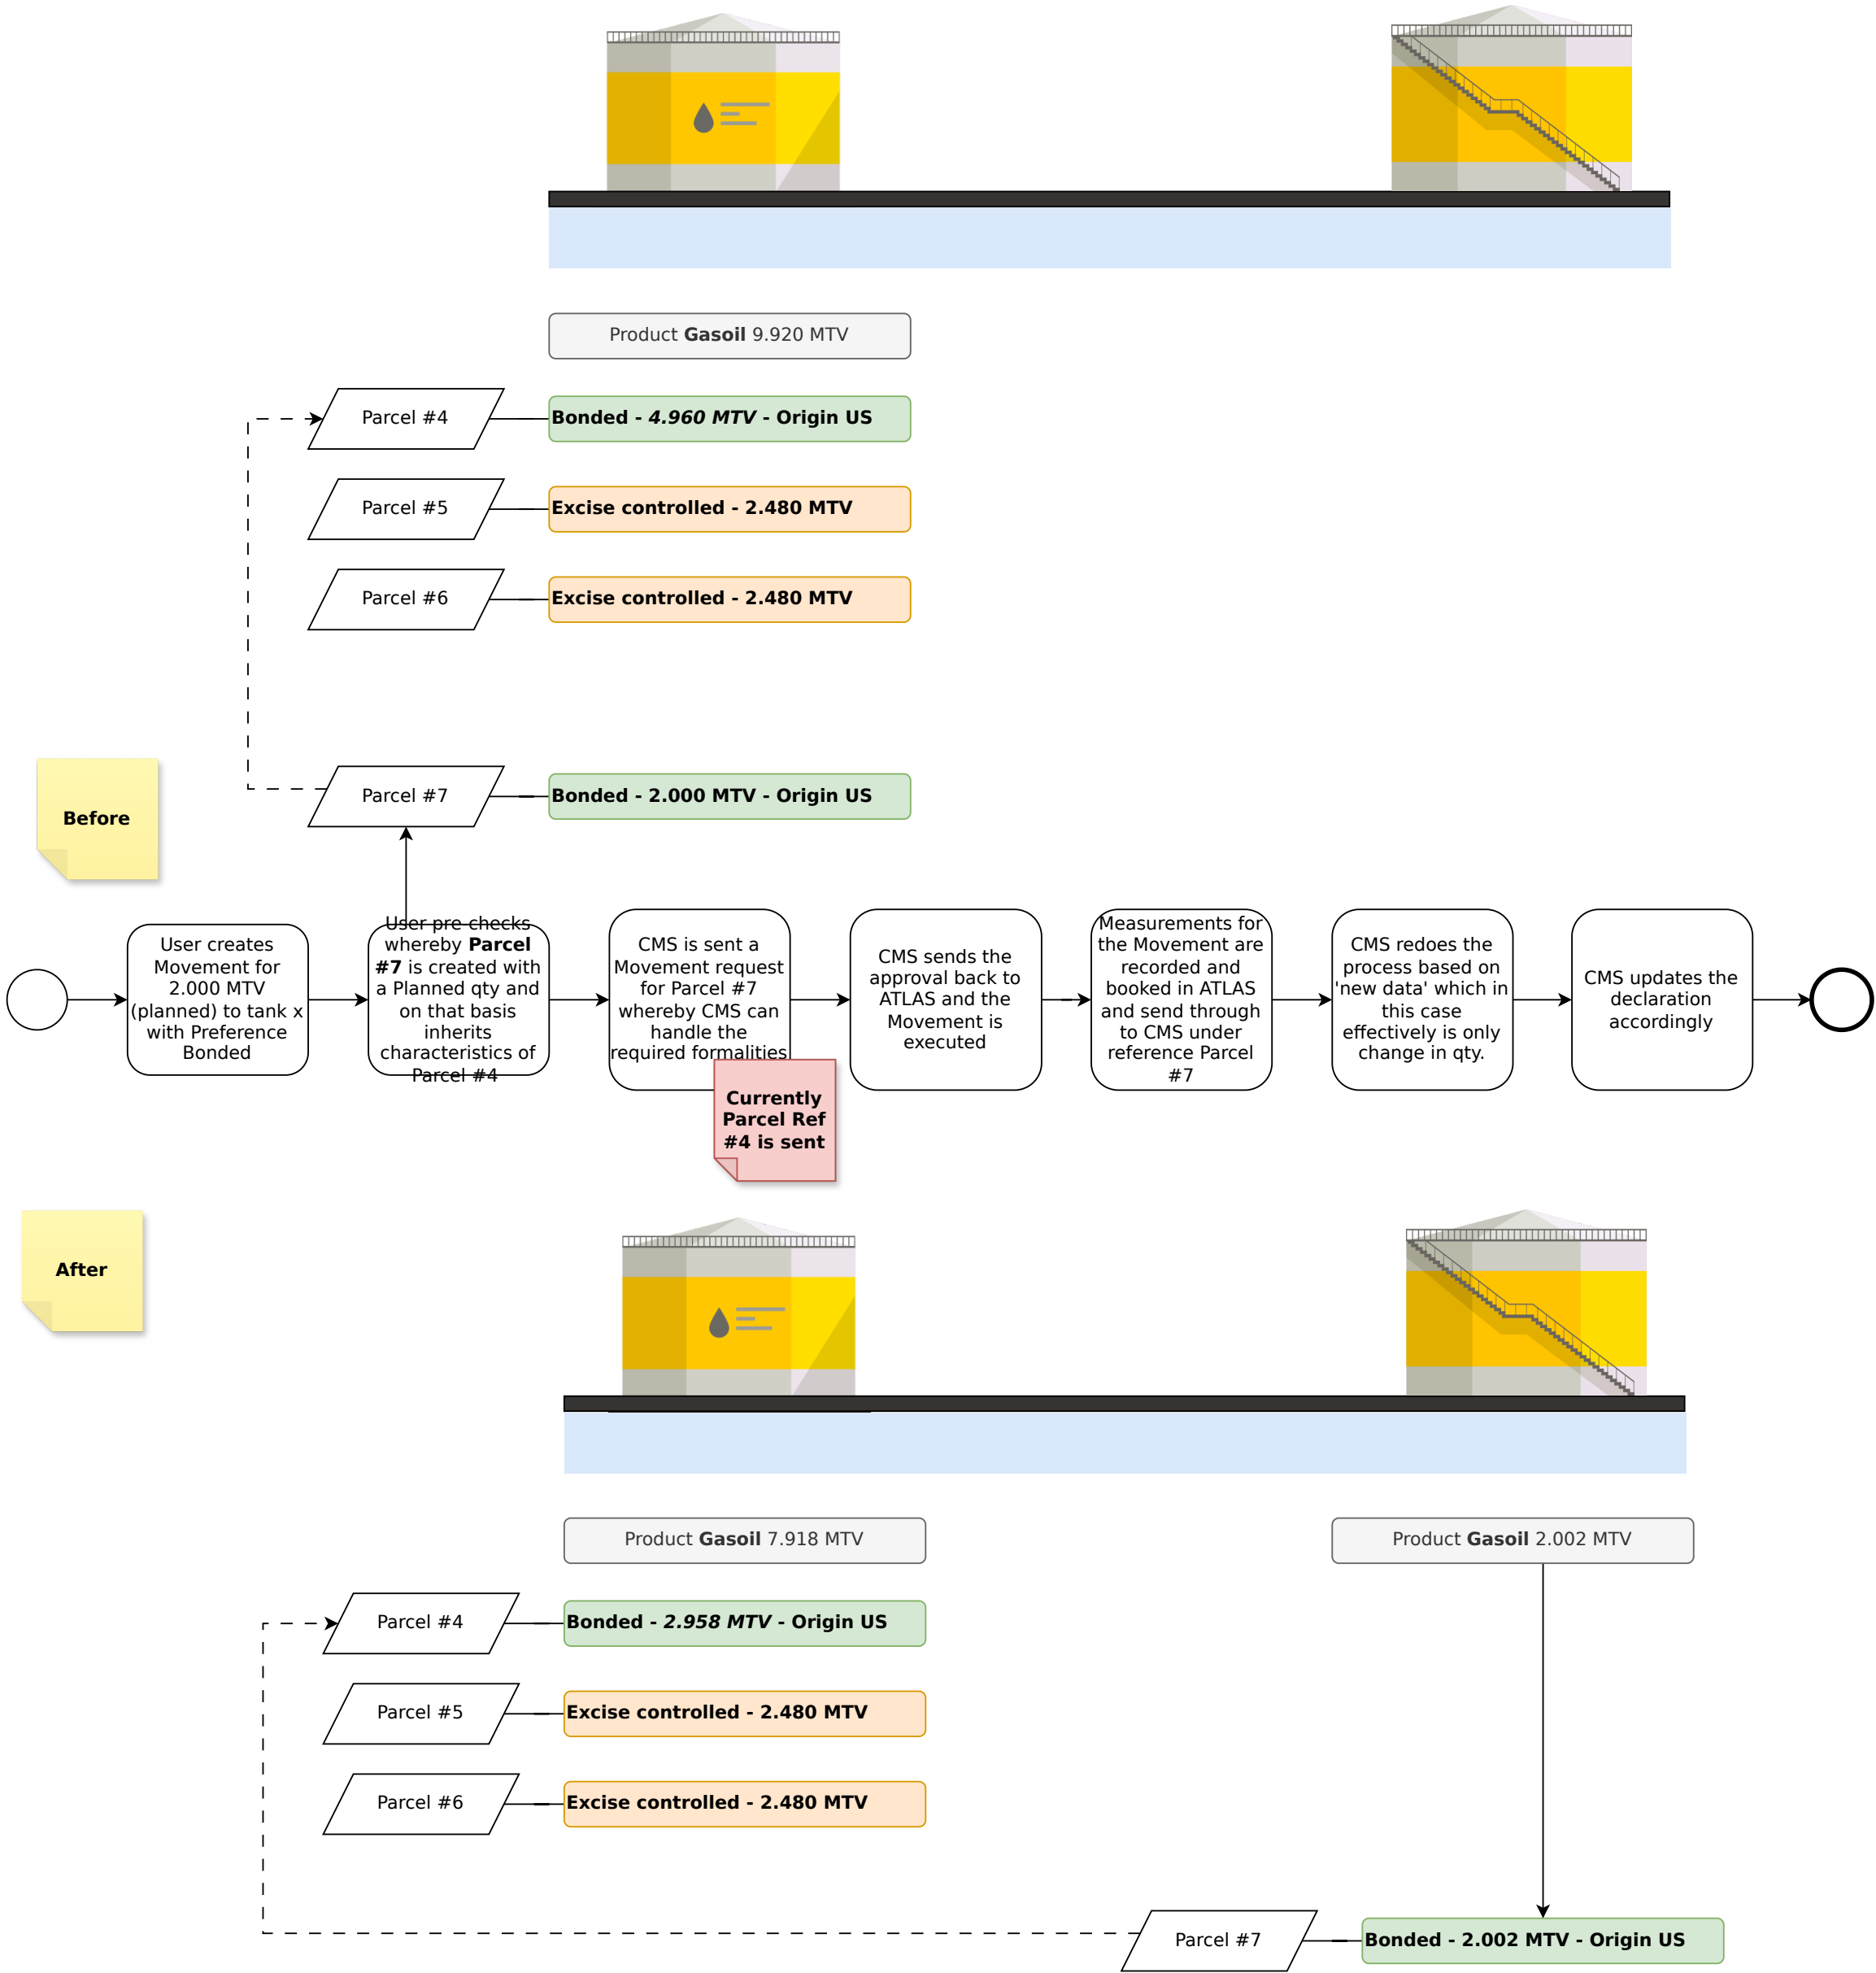 Product Gasoil 9.920 MTV
Parcel #4
Bonded - 4.960 MTV - Origin US
Parcel #5
Excise controlled - 2.480 MTV
Parcel #6
Excise controlled - 2.480 MTV
Before
Parcel #7
Bonded - 2.000 MTV - Origin US
User creates
Movement for
2.000 MTV
(planned) to tank x
with Preference
Bonded
User pre checks
whereby Parcel
#7 is created with
a Planned qty and
on that basis
inherits
characteristics of
Parcel #4
CMS is sent a
Movement request
for Parcel #7
whereby CMS can
handle the
required formalities
Currently
Parcel Ref
#4 is sent
CMS sends the
approval back to
ATLAS and the
Movement is
executed
Measurements for
the Movement are
recorded and
booked in ATLAS
and send through
to CMS under
reference Parcel
#7
CMS redoes the
process based on
'new data' which in
this case
effectively is only
change in qty.
CMS updates the
declaration
accordingly
After
Product Gasoil 7.918 MTV
Product Gasoil 2.002 MTV
Parcel #4
Bonded - 2.958 MTV - Origin US
Parcel #5
Excise controlled - 2.480 MTV
Parcel #6
Excise controlled - 2.480 MTV
Parcel #7
Bonded - 2.002 MTV - Origin US